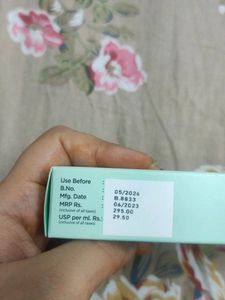 Use Before : 05/2026
B.No. : B.8833
Mfg. Date : 06/2023
MRP Rs. : 295.00
(inclusive of all taxes)
USP per ml. Rs.: 29.50
(inclusive of all taxes)